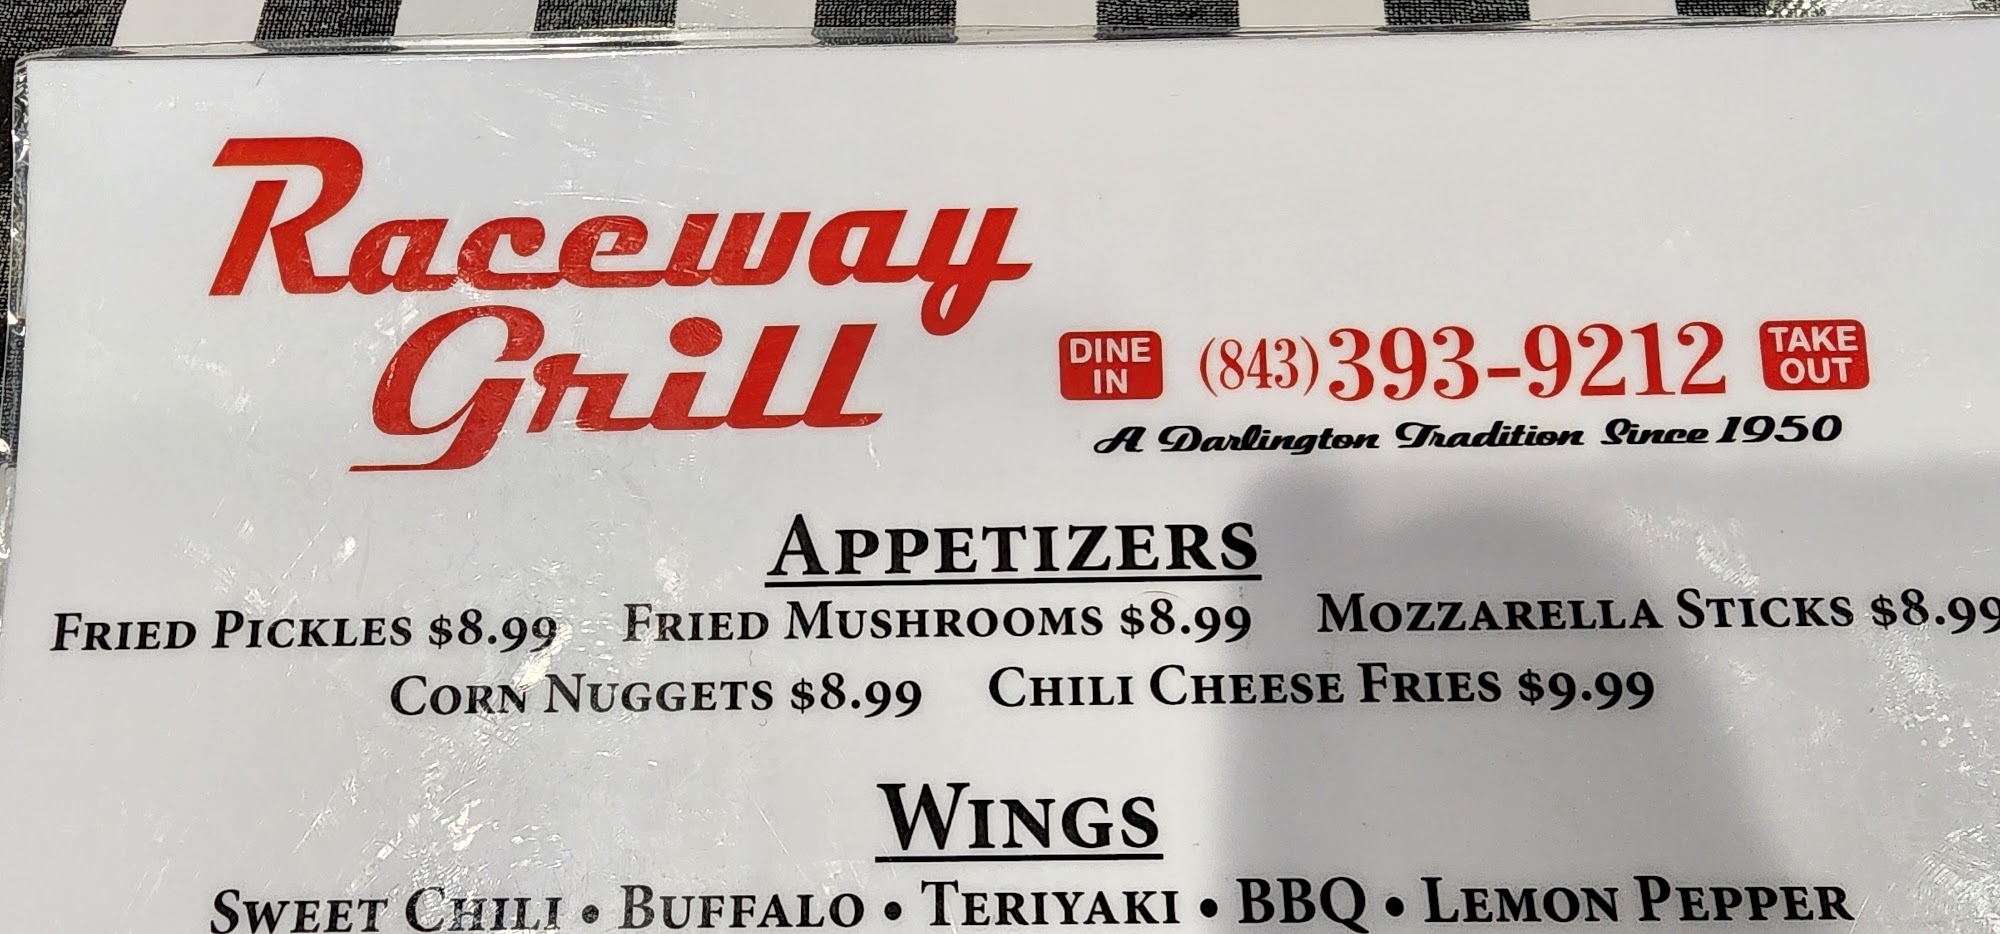 Raceway
Grill
DINE IN (843)393-9212 TAKE OUT
A Darlington Tradition Since 1950
APPETIZERS
FRIED PICKLES $8.99 FRIED MUSHROOMS $8.99 MOZZARELLA STICKS $8.99
CORN NUGGETS $8.99 CHILI CHEESE FRIES $9.99
WINGS
SWEET CHILI • BUFFALO • TERIYAKI • BBQ • LEMON PEPPER